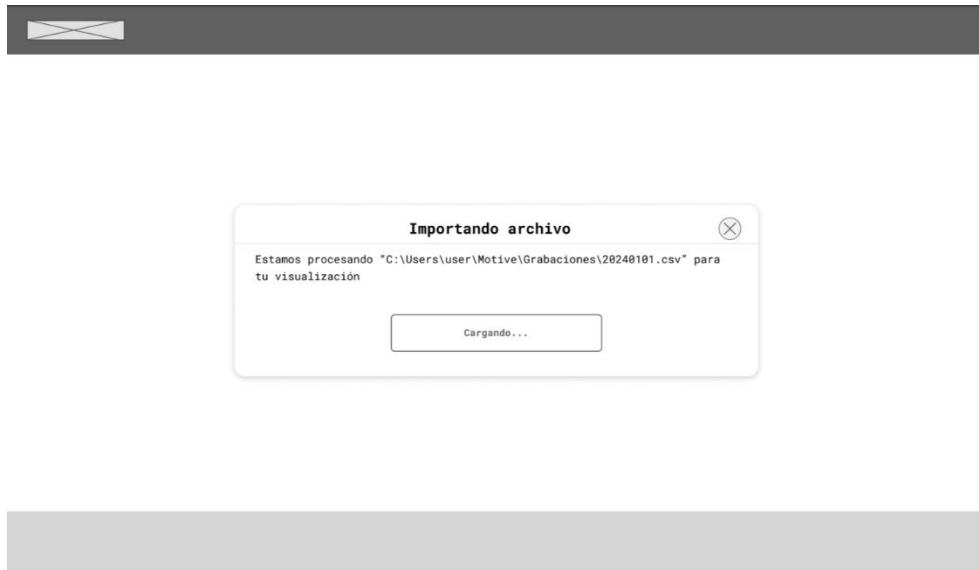 Importando archivo
Estamos procesando “C:\Users\user\Motive\Grabaciones\20240101.csv” para
tu visualización
Cargando...